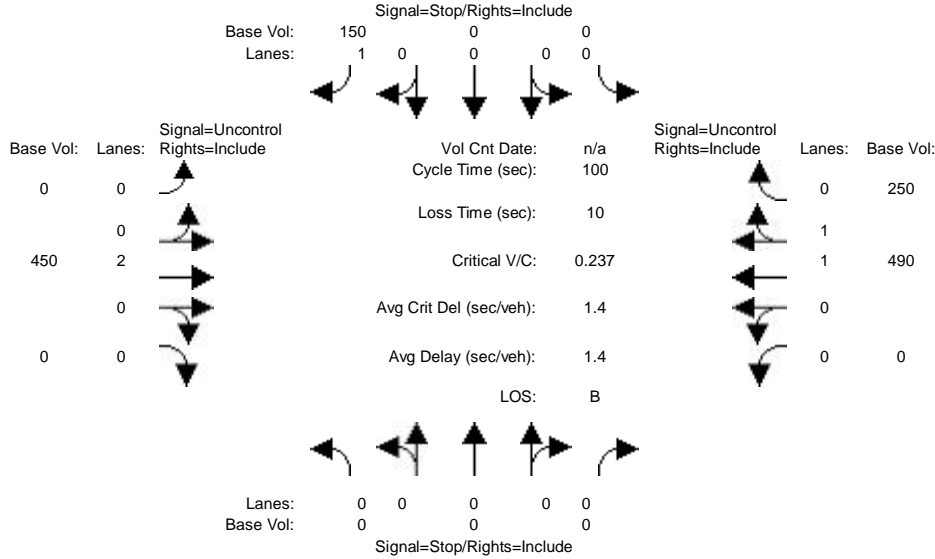 Signal=Stop/Rights=Include
Base Vol: 150 0 0
Lanes: 1 0 0 0 0
Signal=Uncontrol
Base Vol: Lanes: Rights=Include
Vol Cnt Date: n/a
Signal=Uncontrol
Rights=Include Lanes: Base Vol:
Cycle Time (sec): 100
0 0
0 250
Loss Time (sec): 10
0
1
450 2
Critical V/C: 0.237
1 490
0
Avg Crit Del (sec/veh): 1.4
0
0 0
Avg Delay (sec/veh): 1.4
0 0
LOS: B
Lanes: 0 0 0 0 0
Base Vol: 0 0 0
Signal=Stop/Rights=Include